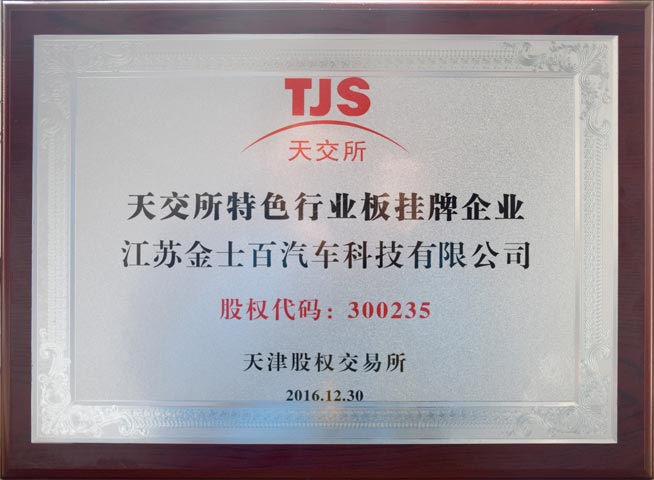 TJS
天交所
天交所特色行业板挂牌企业
江苏金士百汽车科技有限公司
股权代码：300235
天津股权交易所
2016.12.30